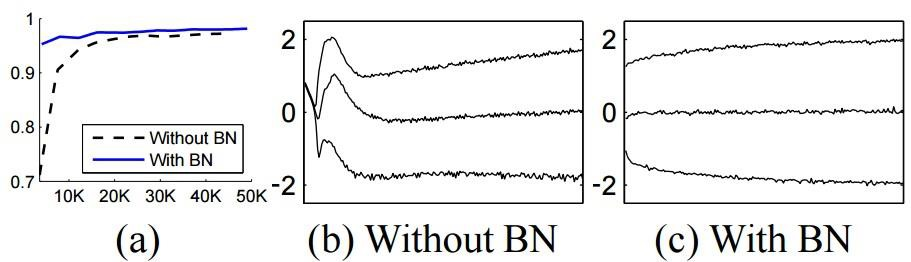 1
0.9
0.8
0.7
10K 20K 30K 40K 50K
Without BN
With BN
(a)
2
0
-2
(b) Without BN
2
0
-2
(c) With BN